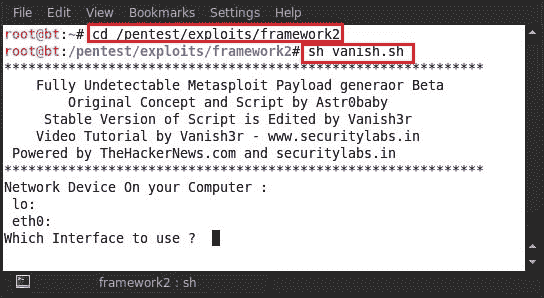 File Edit View Bookmarks Settings Help
root@bt:~# cd /pentest/exploits/framework2
root@bt:/pentest/exploits/framework2# sh vanish.sh
************************************************************
Fully Undetectable Metasploit Payload generaor Beta
Original Concept and Script by Astr0baby
Stable Version of Script is Edited by Vanish3r
Video Tutorial by Vanish3r - www.securitylabs.in
Powered by TheHackerNews.com and securitylabs.in
************************************************************
Network Device On your Computer :
lo:
eth0:
Which Interface to use ?
framework2 : sh